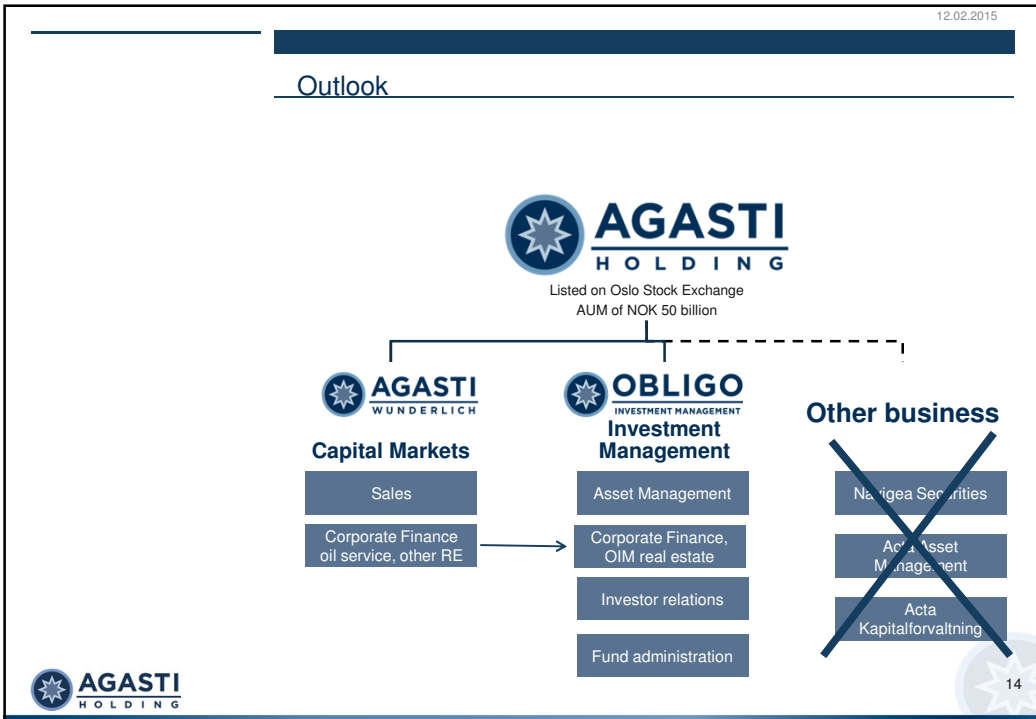 12.02.2015
Outlook
AGASTI
HOLDING
Listed on Oslo Stock Exchange
AUM of NOK 50 billion
AGASTI
WUNDERLICH
Capital Markets
Sales
Corporate Finance
oil service, other RE
OBLIGO
INVESTMENT MANAGEMENT
Investment
Management
Asset Management
Corporate Finance,
OIM real estate
Investor relations
Fund administration
Other business
Navigea Securities
Acta Asset
Management
Acta
Kapitalforvaltning
AGASTI
HOLDING
14